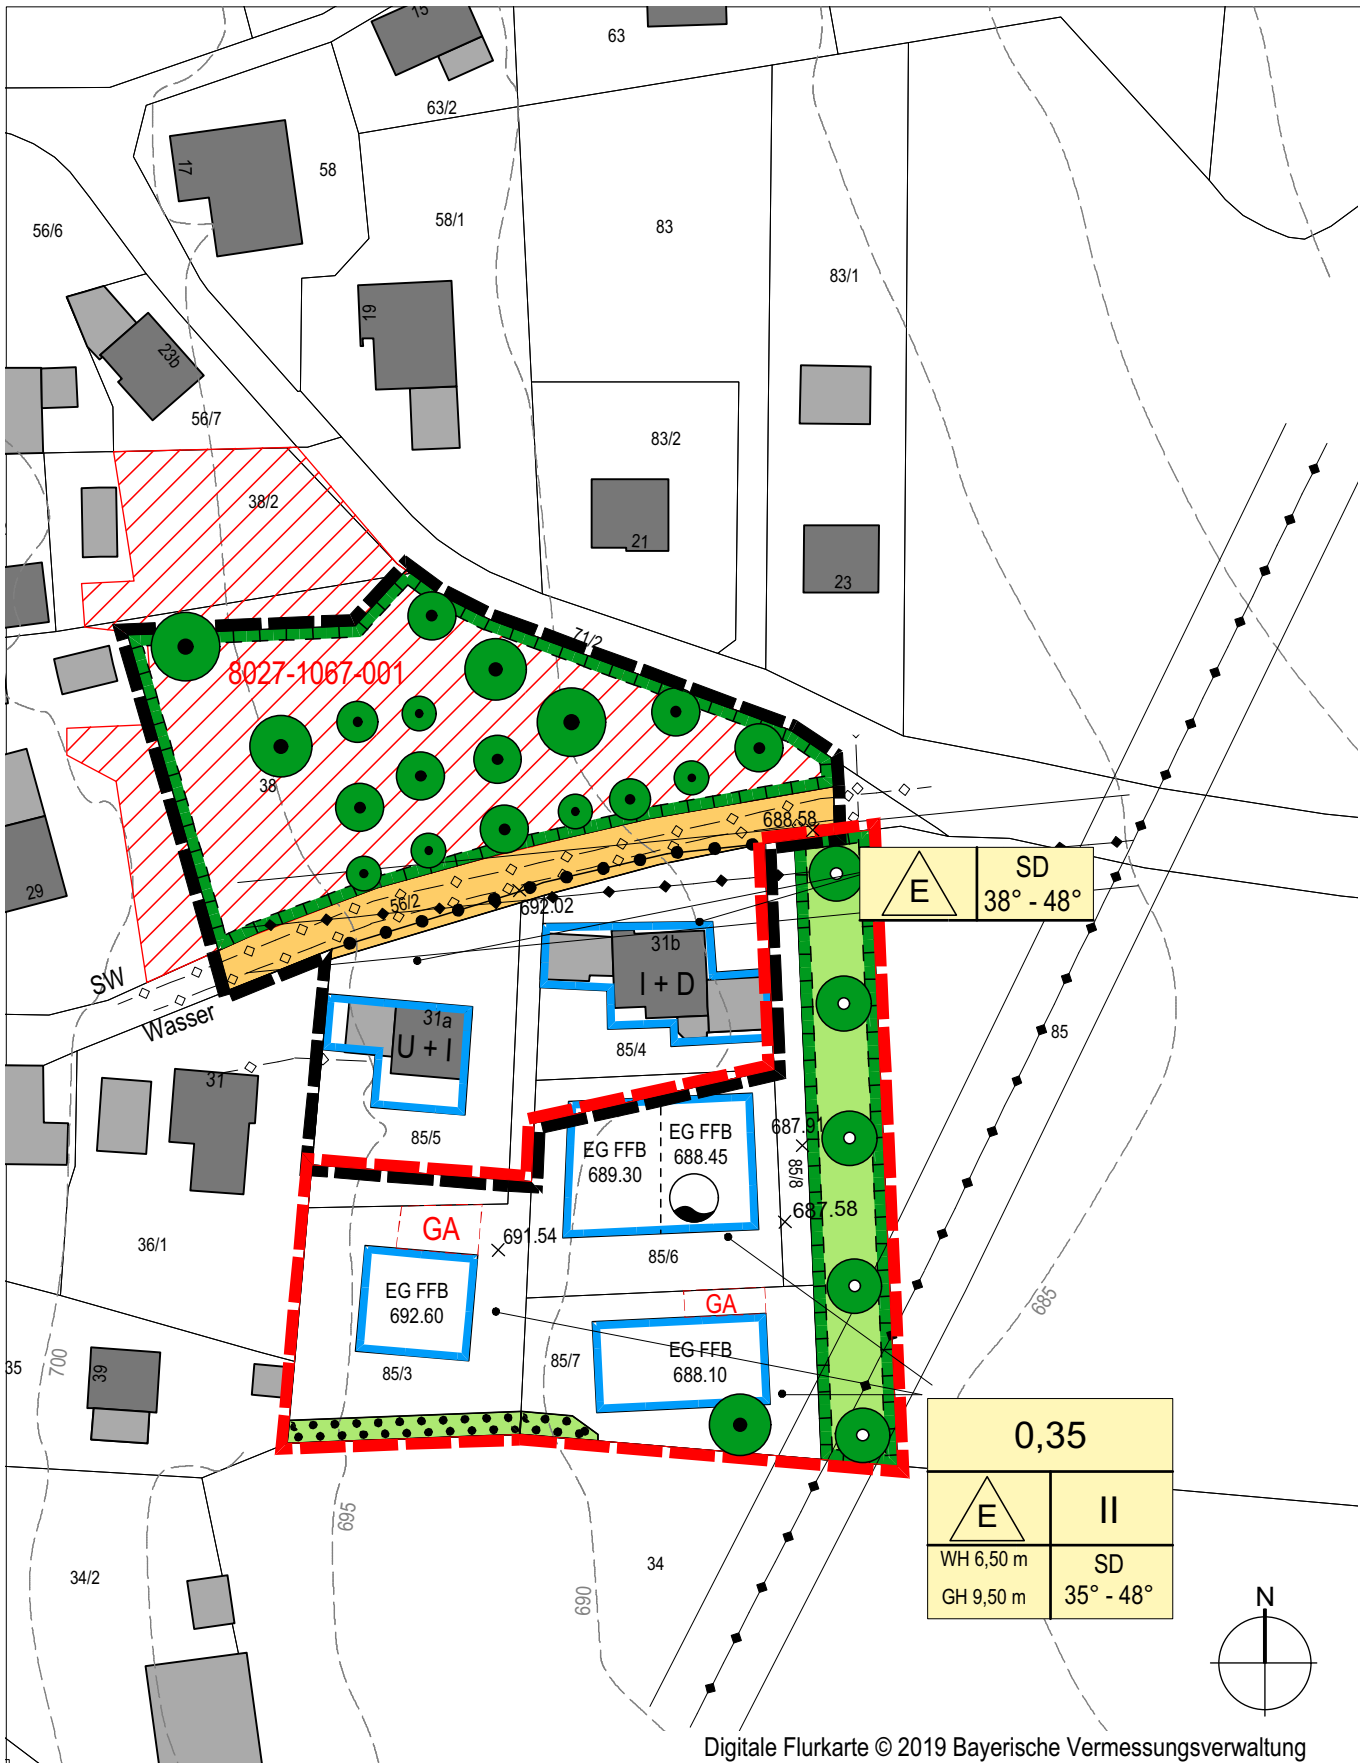 15
63
63/2
17
58
56/6
58/1
83
83/1
19
23b
56/7
83/2
38/2
21
23
71/2
8027-1067-001
38
688.58
29
56/2
692.02
E
SD
38° - 48°
SW
Wasser
31b
I + D
31a
U + I
85/4
85
31
85/5
687.91
85/8
EG FFB
689.30
EG FFB
688.45
687.58
GA
691.54
36/1
85/6
EG FFB
692.60
GA
685
EG FFB
688.10
35
700
39
85/3
85/7
0,35
E
II
WH 6,50 m
GH 9,50 m
SD
35° - 48°
695
690
34
34/2
N
Digitale Flurkarte © 2019 Bayerische Vermessungsverwaltung